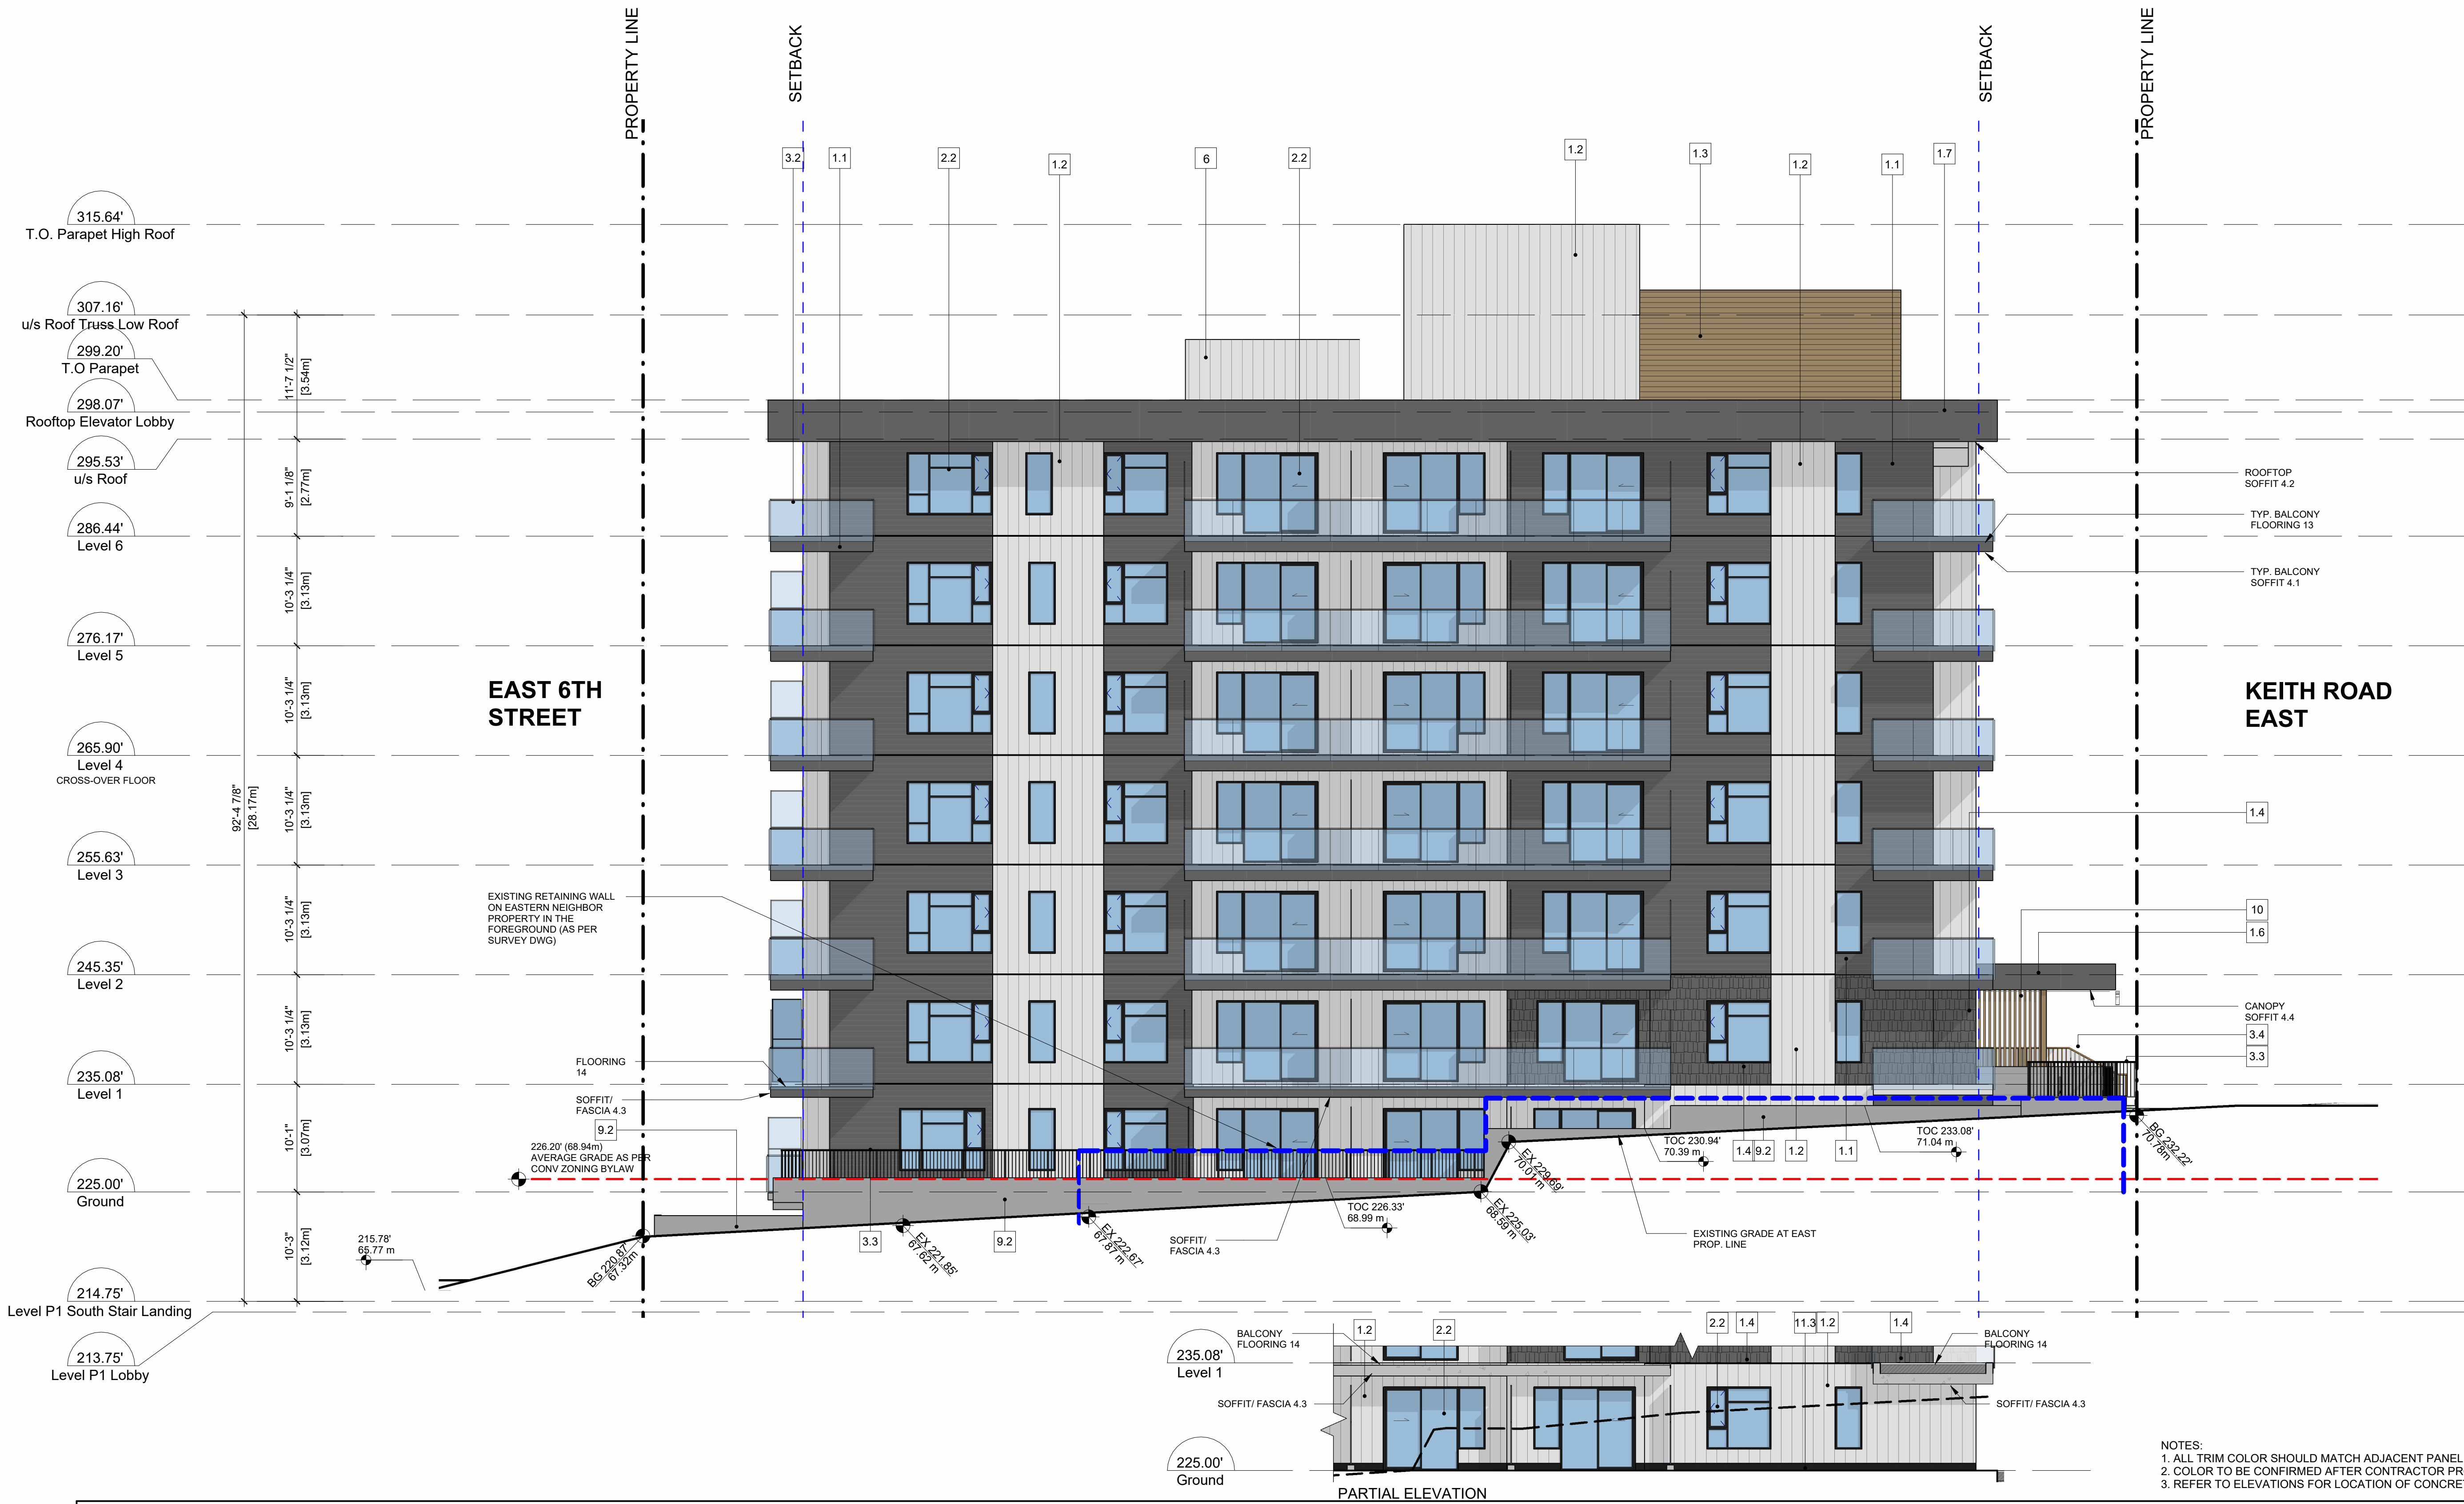 PROPERTY LINE
SETBACK
SETBACK
PROPERTY LINE
3.2
1.1
2.2
1.2
6
2.2
1.2
1.3
1.2
1.1
1.7
315.64'
T.O. Parapet High Roof
307.16'
u/s Roof Truss Low Roof
299.20'
T.O Parapet
298.07'
Rooftop Elevator Lobby
295.53'
u/s Roof
286.44'
Level 6
276.17'
Level 5
265.90'
Level 4
CROSS-OVER FLOOR
255.63'
Level 3
245.35'
Level 2
235.08'
Level 1
225.00'
Ground
214.75'
Level P1 South Stair Landing
213.75'
Level P1 Lobby
92'-4 7/8"
[28.17m]
11'-7 1/2"
[3.54m]
9'-1 1/8"
[2.77m]
10'-3 1/4"
[3.13m]
10'-3 1/4"
[3.13m]
10'-3 1/4"
[3.13m]
10'-3 1/4"
[3.13m]
10'-3 1/4"
[3.13m]
10'-1"
[3.07m]
10'-3"
[3.12m]
EAST 6TH
STREET
EXISTING RETAINING WALL
ON EASTERN NEIGHBOR
PROPERTY IN THE
FOREGROUND (AS PER
SURVEY DWG)
FLOORING
14
SOFFIT/
FASCIA 4.3
9.2
226.20' (68.94m)
AVERAGE GRADE AS PER
CONV ZONING BYLAW
215.78'
65.77 m
BG 220.87'
67.32m
3.3
EX 221.85'
67.62 m
9.2
EX 222.67'
67.87 m
SOFFIT/
FASCIA 4.3
TOC 226.33'
68.99 m
EX 225.03'
68.59 m
EX 229.69'
70.01 m
EXISTING GRADE AT EAST
PROP. LINE
TOC 230.94'
70.39 m
1.4
9.2
1.2
1.1
TOC 233.08'
71.04 m
BG 232.22'
70.78m
ROOFTOP
SOFFIT 4.2
TYP. BALCONY
FLOORING 13
TYP. BALCONY
SOFFIT 4.1
KEITH ROAD
EAST
1.4
10
1.6
CANOPY
SOFFIT 4.4
3.4
3.3
235.08'
Level 1
225.00'
Ground
BALCONY
FLOORING 14
1.2
2.2
2.2
1.4
11.3
1.2
1.4
BALCONY
FLOORING 14
SOFFIT/ FASCIA 4.3
SOFFIT/ FASCIA 4.3
PARTIAL ELEVATION
NOTES:
1. ALL TRIM COLOR SHOULD MATCH ADJACENT PANEL
2. COLOR TO BE CONFIRMED AFTER CONTRACTOR PR
3. REFER TO ELEVATIONS FOR LOCATION OF CONCRE